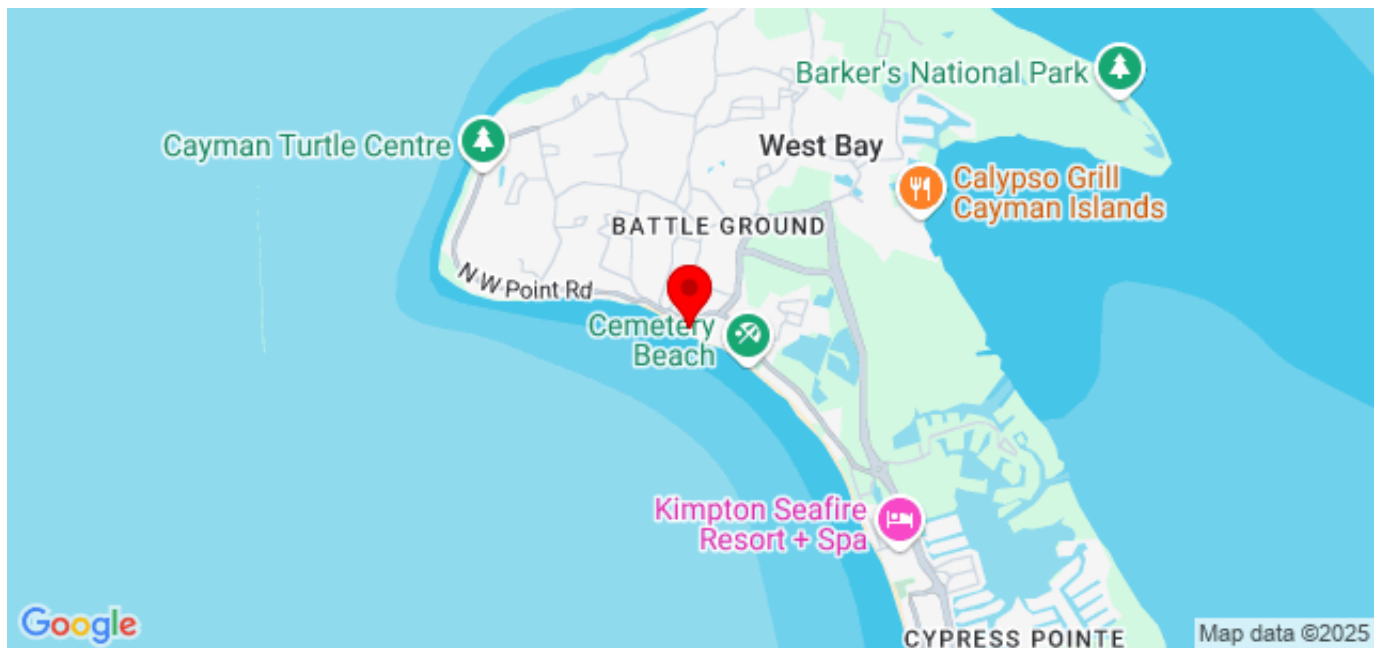 Barker's National Park
Cayman Turtle Centre
West Bay
Calypso Grill
Cayman Islands
BATTLE GROUND
N W Point Rd
Cemetery
Beach
Kimpton Seafire
Resort + Spa
CYPRESS POINTE
Google
Map data ©2025